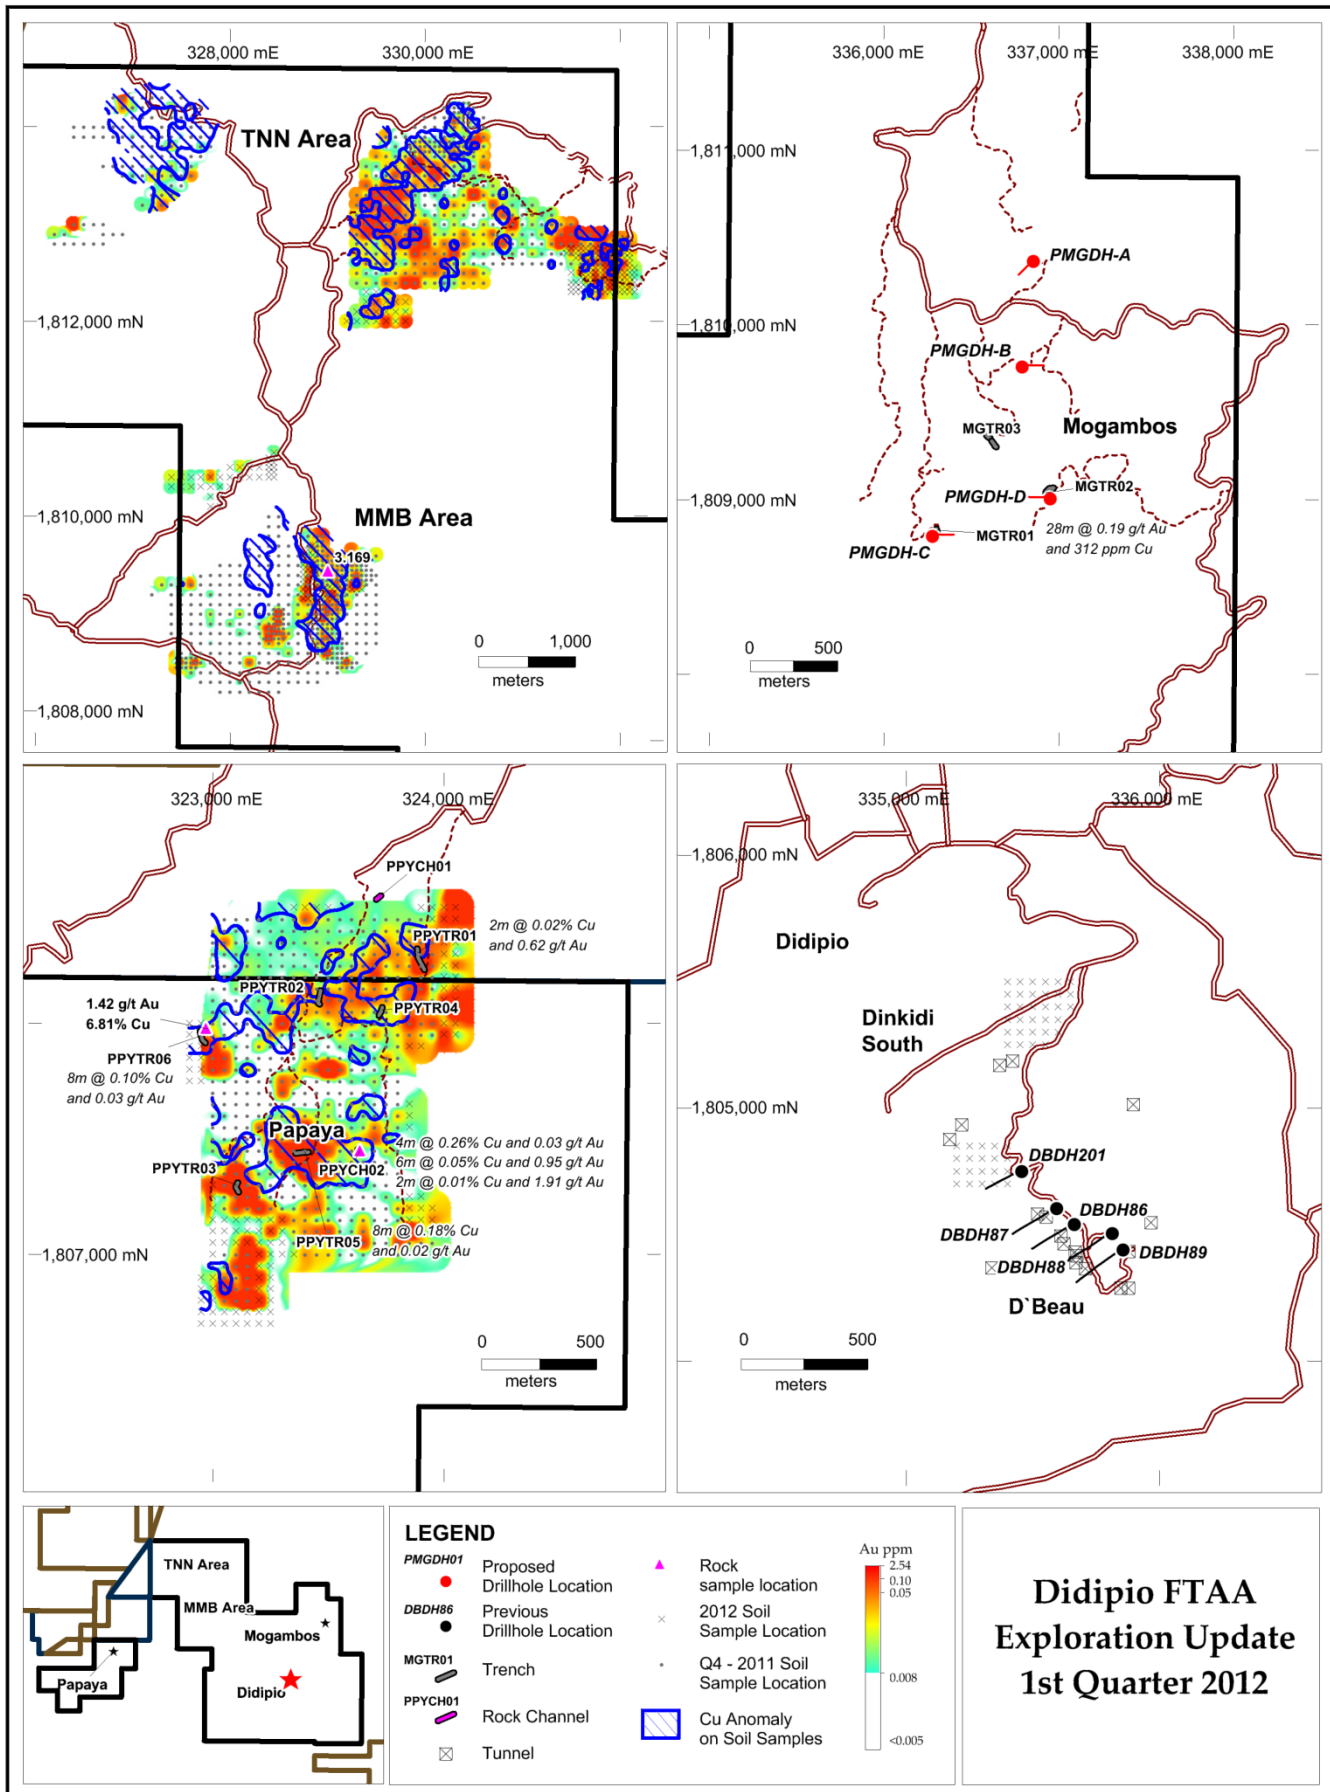 328,000 mE
330,000 mE
TNN Area
1,812,000 mN
1,810,000 mN
MMB Area
3.169
0
1,000
meters
1,808,000 mN
336,000 mE
337,000 mE
338,000 mE
1,811,000 mN
PMGDH-A
1,810,000 mN
PMGDH-B
MGTR03
Mogambos
PMGDH-D
MGTR02
1,809,000 mN
MGTR01
28m @ 0.19 g/t Au
and 312 ppm Cu
PMGDH-C
0
500
meters
323,000 mE
324,000 mE
PPYCH01
2m @ 0.02% Cu
and 0.62 g/t Au
PPYTR01
PPYTR02
1.42 g/t Au
6.81% Cu
PPYTR04
PPYTR06
8m @ 0.10% Cu
and 0.03 g/t Au
Papaya
4m @ 0.26% Cu and 0.03 g/t Au
PPYTR03
PPYCH02
6m @ 0.05% Cu and 0.95 g/t Au
2m @ 0.01% Cu and 1.91 g/t Au
PPYTR05
8m @ 0.18% Cu
and 0.02 g/t Au
1,807,000 mN
0
500
meters
335,000 mE
336,000 mE
1,806,000 mN
Didipio
Dinkidi
South
1,805,000 mN
DBDH201
DBDH86
DBDH87
DBDH88
DBDH89
D`Beau
0
500
meters
TNN Area
MMB Area
Mogambos
Papaya
Didipio
LEGEND
PMGDH01
Proposed
Drillhole Location
DBDH86
Previous
Drillhole Location
MGTR01
Trench
PPYCH01
Rock Channel
Tunnel
Rock
sample location
2012 Soil
Sample Location
Q4 - 2011 Soil
Sample Location
Cu Anomaly
on Soil Samples
Au ppm
2.54
0.10
0.05
0.008
<0.005
Didipio FTAA
Exploration Update
1st Quarter 2012